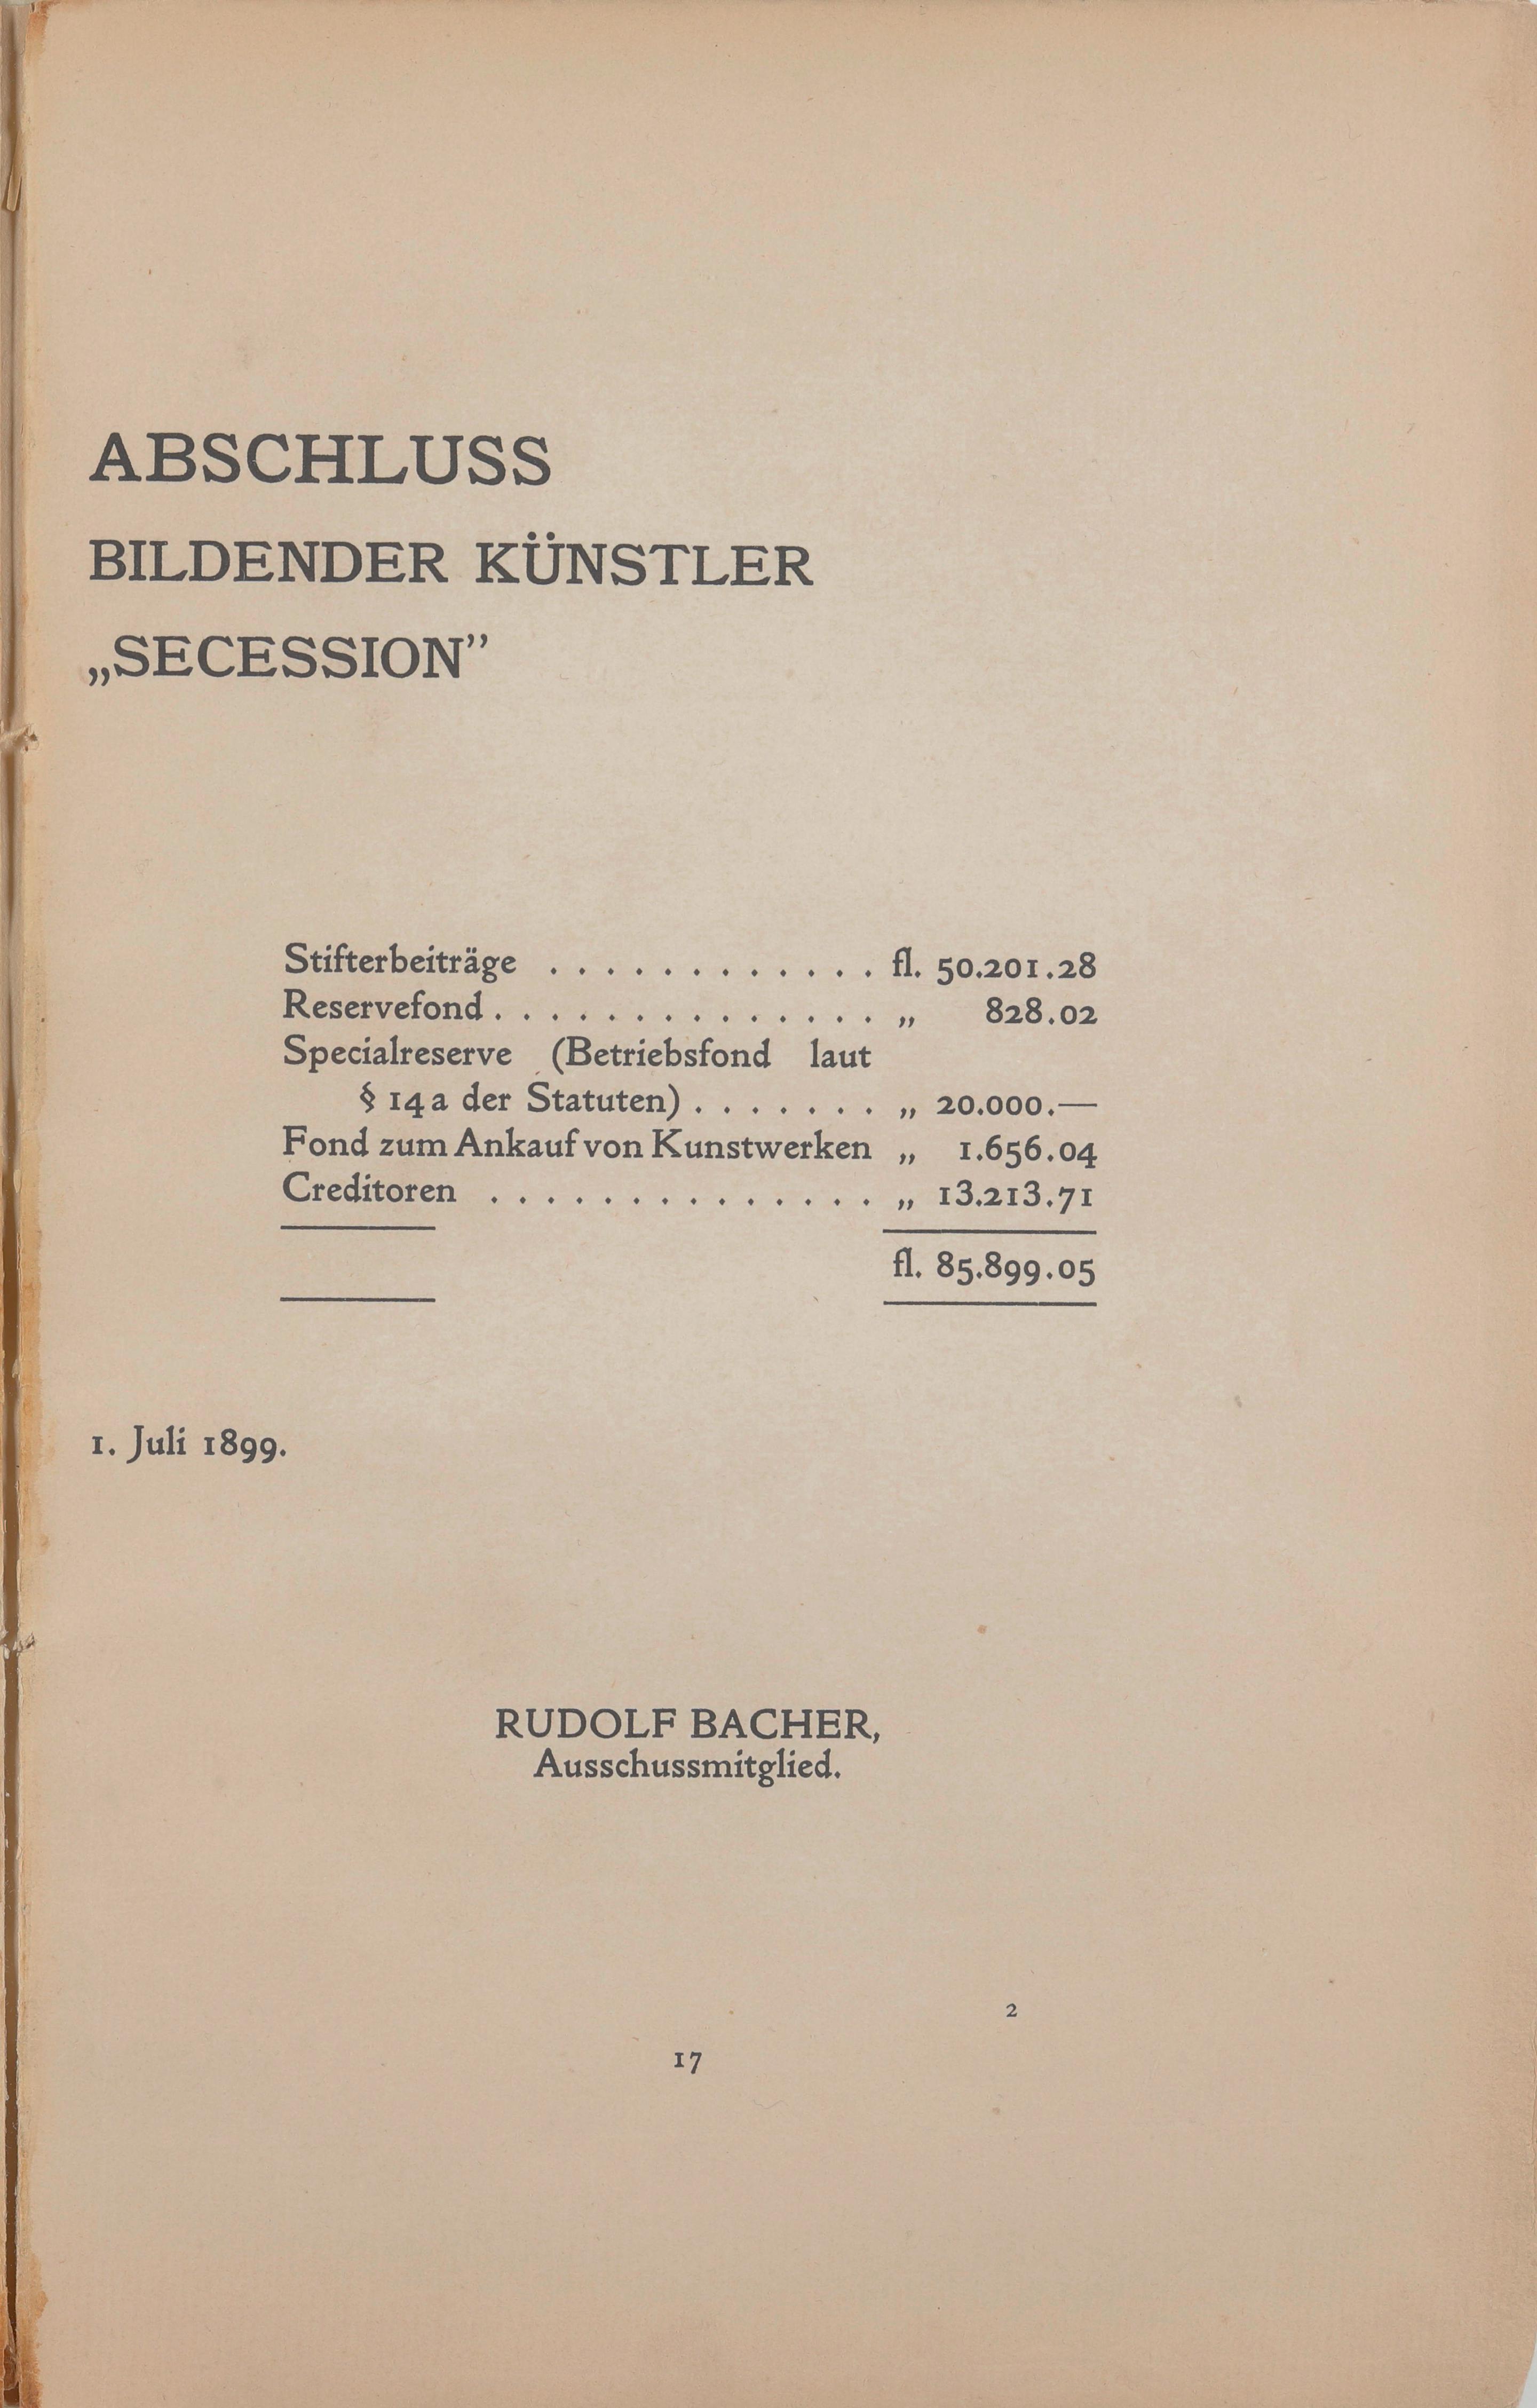 ABSCHLUSS
BILDENDER KÜNSTLER
„SECESSION”
Stifterbeiträge . . . . . . . . . . . . fl. 50.201.28
Reservefond . . . . . . . . . . . . . . „ 828.02
Specialreserve (Betriebsfond laut
§ 14a der Statuten) . . . . . . . „ 20.000.—
Fond zum Ankauf von Kunstwerken „ 1.656.04
Creditoren . . . . . . . . . . . . . . „ 13.213.71
fl. 85.899.05
1. Juli 1899.
RUDOLF BACHER,
Ausschussmitglied.
2
17